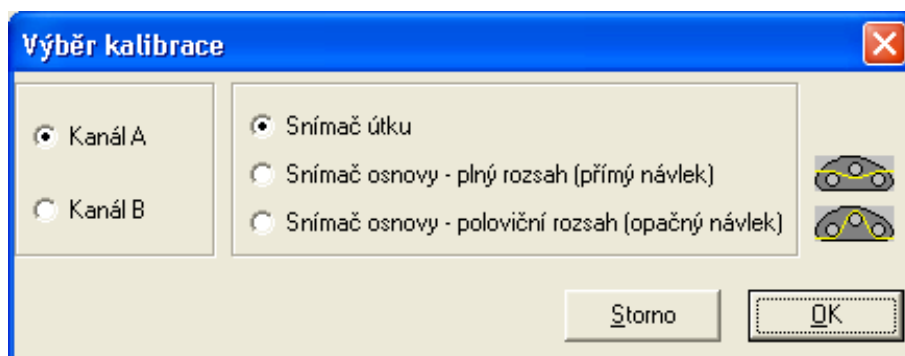 Výběr kalibrace
Kanál A
Kanál B
Snímač útku
Snímač osnovy - plný rozsah (přímý návlek)
Snímač osnovy - poloviční rozsah (opačný návlek)
Storno
OK